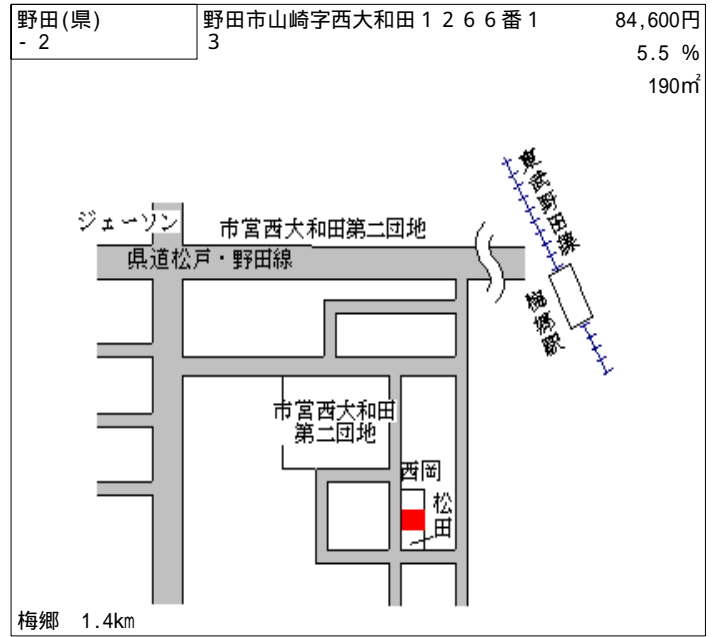 野田(県)
- 2
野田市山崎字西大和田１２６６番１
３
84,600円
5.5 %
190㎡
東武野田線
ジェーソン
市営西大和田第二団地
県道松戸・野田線
梅郷駅
市営西大和田
第二団地
西岡
松田
梅郷 1.4km